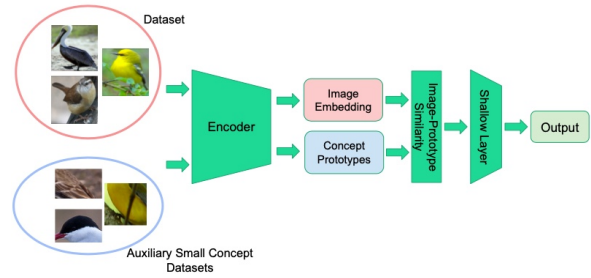 Dataset
Encoder
Image
Embedding
Concept
Prototypes
Image-Prototype
Similarity
Shallow Layer
Output
Auxiliary Small Concept
Datasets